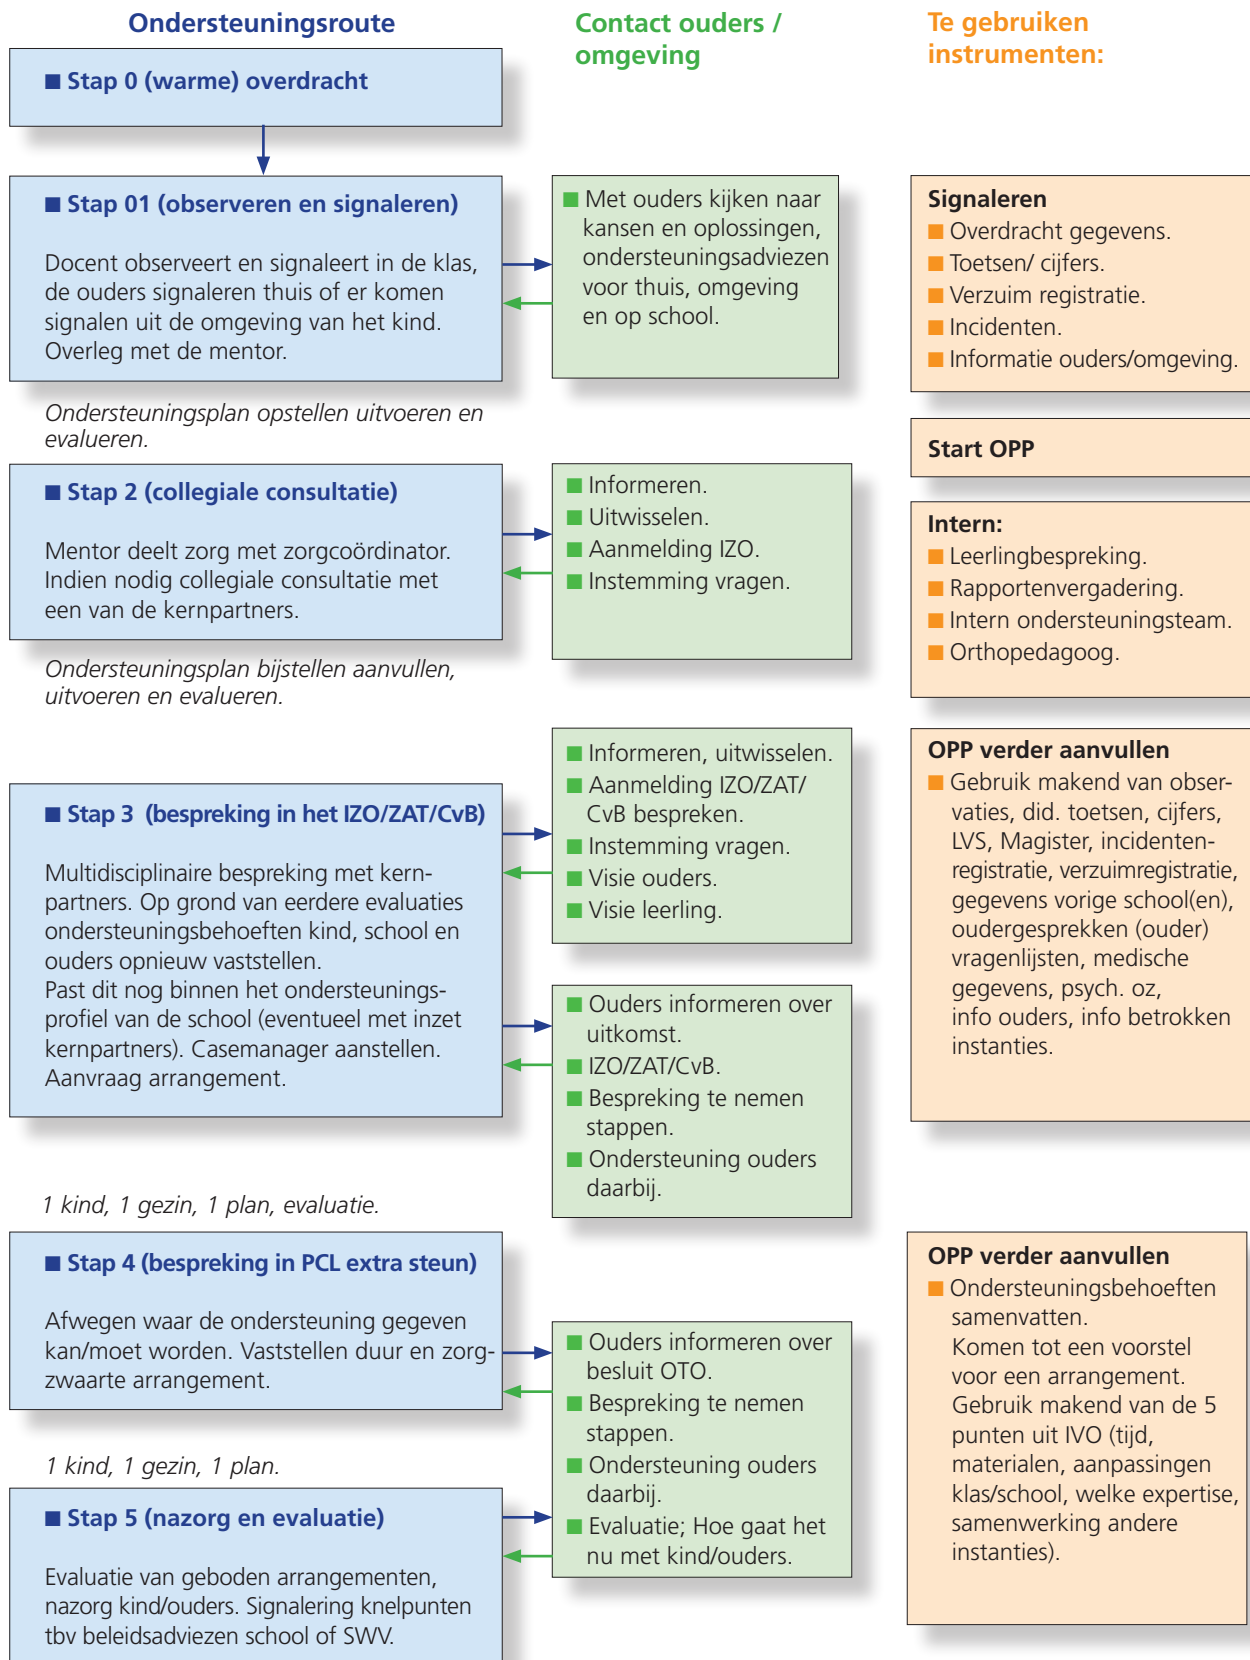 Ondersteuningsroute
■ Stap 0 (warme) overdracht
■ Stap 01 (observeren en signaleren)
Docent observeert en signaleert in de klas,
de ouders signaleren thuis of er komen
signalen uit de omgeving van het kind.
Overleg met de mentor.
Ondersteuningsplan opstellen uitvoeren en
evalueren.
■ Stap 2 (collegiale consultatie)
Mentor deelt zorg met zorgcoördinator.
Indien nodig collegiale consultatie met
een van de kernpartners.
Ondersteuningsplan bijstellen aanvullen,
uitvoeren en evalueren.
■ Stap 3 (bespreking in het IZO/ZAT/CvB)
Multidisciplinaire bespreking met kern-
partners. Op grond van eerdere evaluaties
ondersteuningsbehoeften kind, school en
ouders opnieuw vaststellen.
Past dit nog binnen het ondersteunings-
profiel van de school (eventueel met inzet
kernpartners). Casemanager aanstellen.
Aanvraag arrangement.
1 kind, 1 gezin, 1 plan, evaluatie.
■ Stap 4 (bespreking in PCL extra steun)
Afwegen waar de ondersteuning gegeven
kan/moet worden. Vaststellen duur en zorg-
zwaarte arrangement.
1 kind, 1 gezin, 1 plan.
■ Stap 5 (nazorg en evaluatie)
Evaluatie van geboden arrangementen,
nazorg kind/ouders. Signalering knelpunten
tbv beleidsadviezen school of SWV.
Contact ouders /
omgeving
■ Met ouders kijken naar
kansen en oplossingen,
ondersteuningsadviezen
voor thuis, omgeving
en op school.
■ Informeren.
■ Uitwisselen.
■ Aanmelding IZO.
■ Instemming vragen.
■ Informeren, uitwisselen.
■ Aanmelding IZO/ZAT/
CvB bespreken.
■ Instemming vragen.
■ Visie ouders.
■ Visie leerling.
■ Ouders informeren over
uitkomst.
■ IZO/ZAT/CvB.
■ Bespreking te nemen
stappen.
■ Ondersteuning ouders
daarbij.
■ Ouders informeren over
besluit OTO.
■ Bespreking te nemen
stappen.
■ Ondersteuning ouders
daarbij.
■ Evaluatie; Hoe gaat het
nu met kind/ouders.
Te gebruiken
instrumenten:
Signaleren
■ Overdracht gegevens.
■ Toetsen/ cijfers.
■ Verzuim registratie.
■ Incidenten.
■ Informatie ouders/omgeving.
Start OPP
Intern:
■ Leerlingbespreking.
■ Rapportenvergadering.
■ Intern ondersteuningsteam.
■ Orthopedagoog.
OPP verder aanvullen
■ Gebruik makend van obser-
vaties, did. toetsen, cijfers,
LVS, Magister, incidenten-
registratie, verzuimregistratie,
gegevens vorige school(en),
oudergesprekken (ouder)
vragenlijsten, medische
gegevens, psych. oz,
info ouders, info betrokken
instanties.
OPP verder aanvullen
■ Ondersteuningsbehoeften
samenvatten.
Komen tot een voorstel
voor een arrangement.
Gebruik makend van de 5
punten uit IVO (tijd,
materialen, aanpassingen
klas/school, welke expertise,
samenwerking andere
instanties).